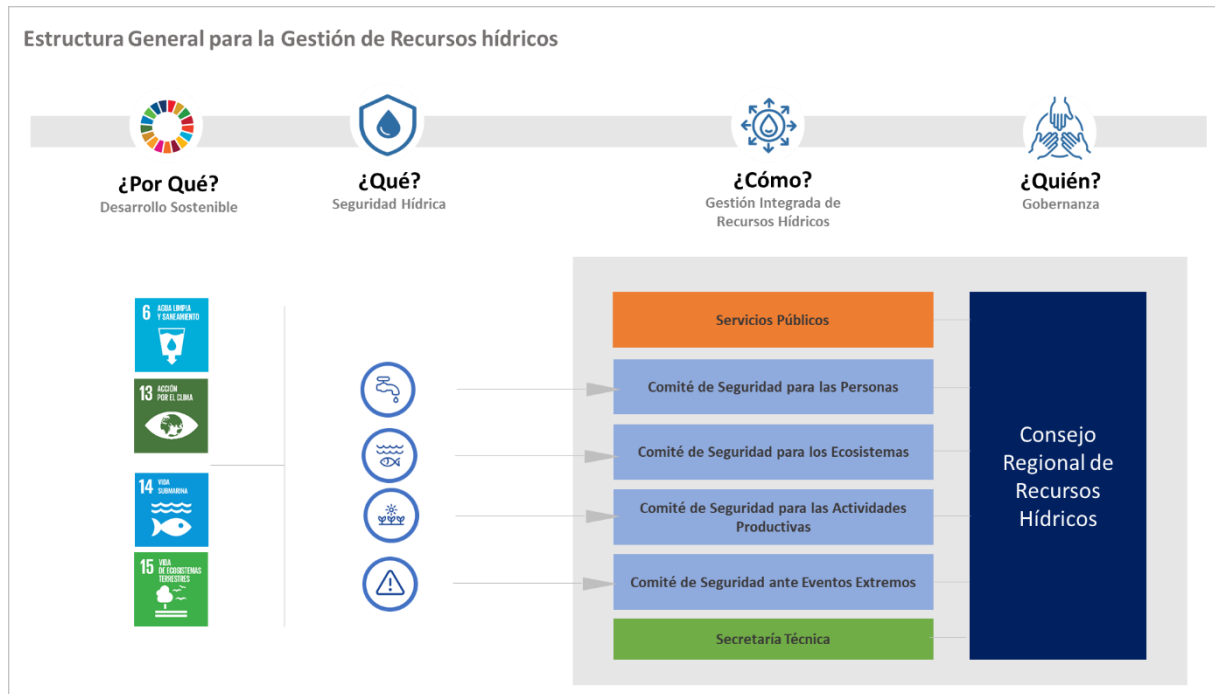 Estructura General para la Gestión de Recursos hídricos
¿Por Qué?
Desarrollo Sostenible
¿Qué?
Seguridad Hídrica
¿Cómo?
Gestión Integrada de
Recursos Hídricos
¿Quién?
Gobernanza
6 AGUA LIMPIA
Y SANEAMIENTO
13 ACCIÓN
POR EL CLIMA
14 VIDA
SUBMARINA
15 VIDA
DE ECOSISTEMAS
TERRESTRES
Servicios Públicos
Comité de Seguridad para las Personas
Comité de Seguridad para los Ecosistemas
Comité de Seguridad para las Actividades
Productivas
Comité de Seguridad ante Eventos Extremos
Secretaría Técnica
Consejo
Regional de
Recursos
Hídricos